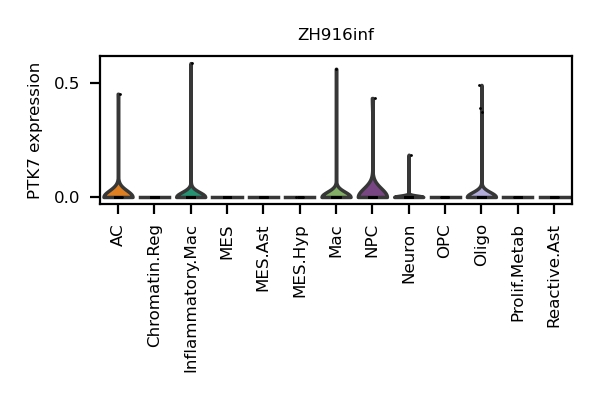 ZH916inf
PTK7 expression
0.5
0.0
AC
Chromatin.Reg
Inflammatory.Mac
MES
MES.Ast
MES.Hyp
Mac
NPC
Neuron
OPC
Oligo
Prolif.Metab
Reactive.Ast